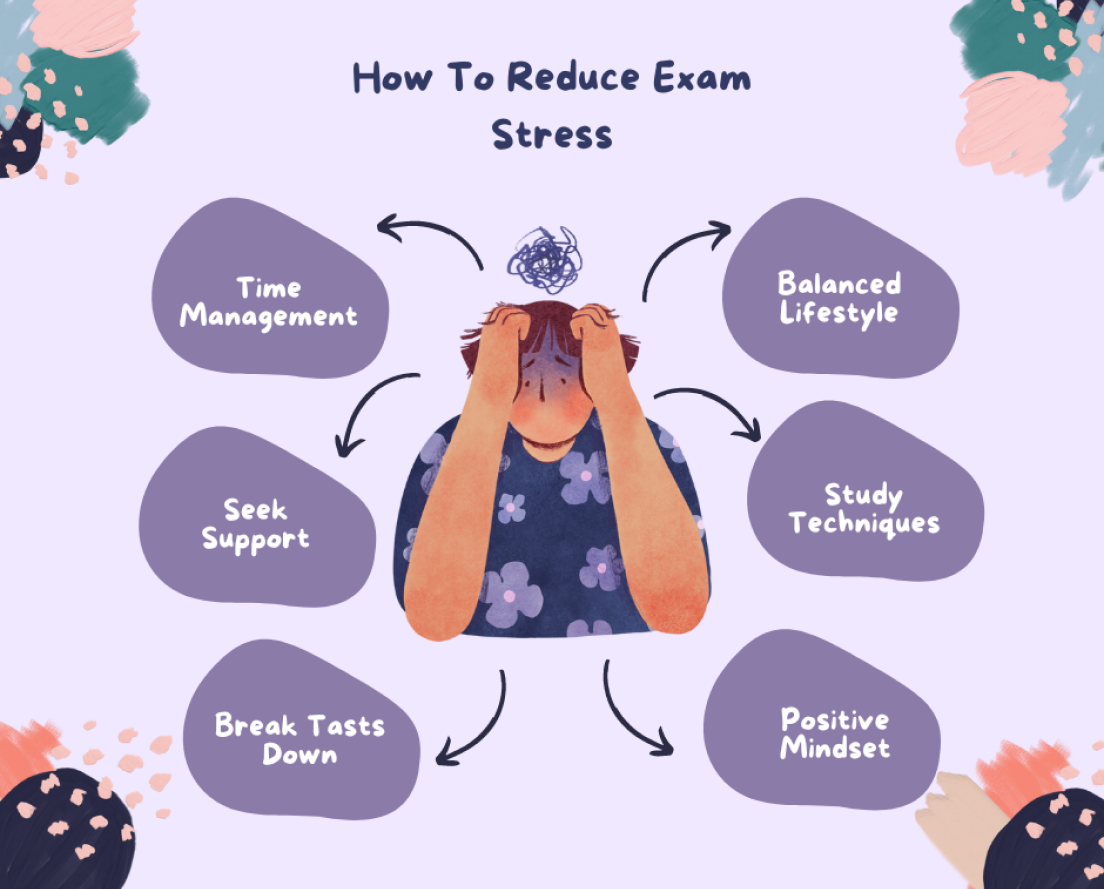 How To Reduce Exam
Stress
Time
Management
Balanced
Lifestyle
Seek
Support
Study
Techniques
Break Tasts
Down
Positive
Mindset